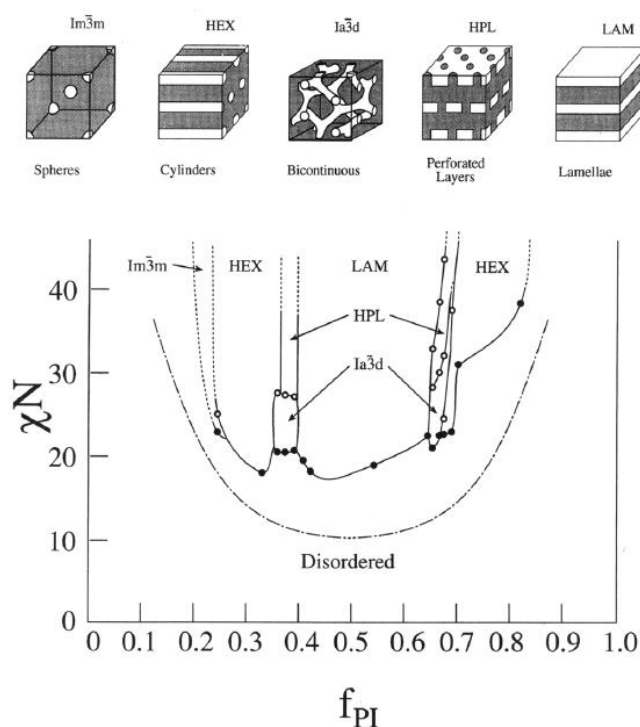 Im3̄m HEX Ia3̄d HPL LAM
Spheres Cylinders Bicontinuous Perforated Layers Lamellae
Im3̄m HEX LAM HEX
HPL
Ia3̄d
Disordered
χN
40
30
20
10
0
0 0.1 0.2 0.3 0.4 0.5 0.6 0.7 0.8 0.9 1.0
f_PI